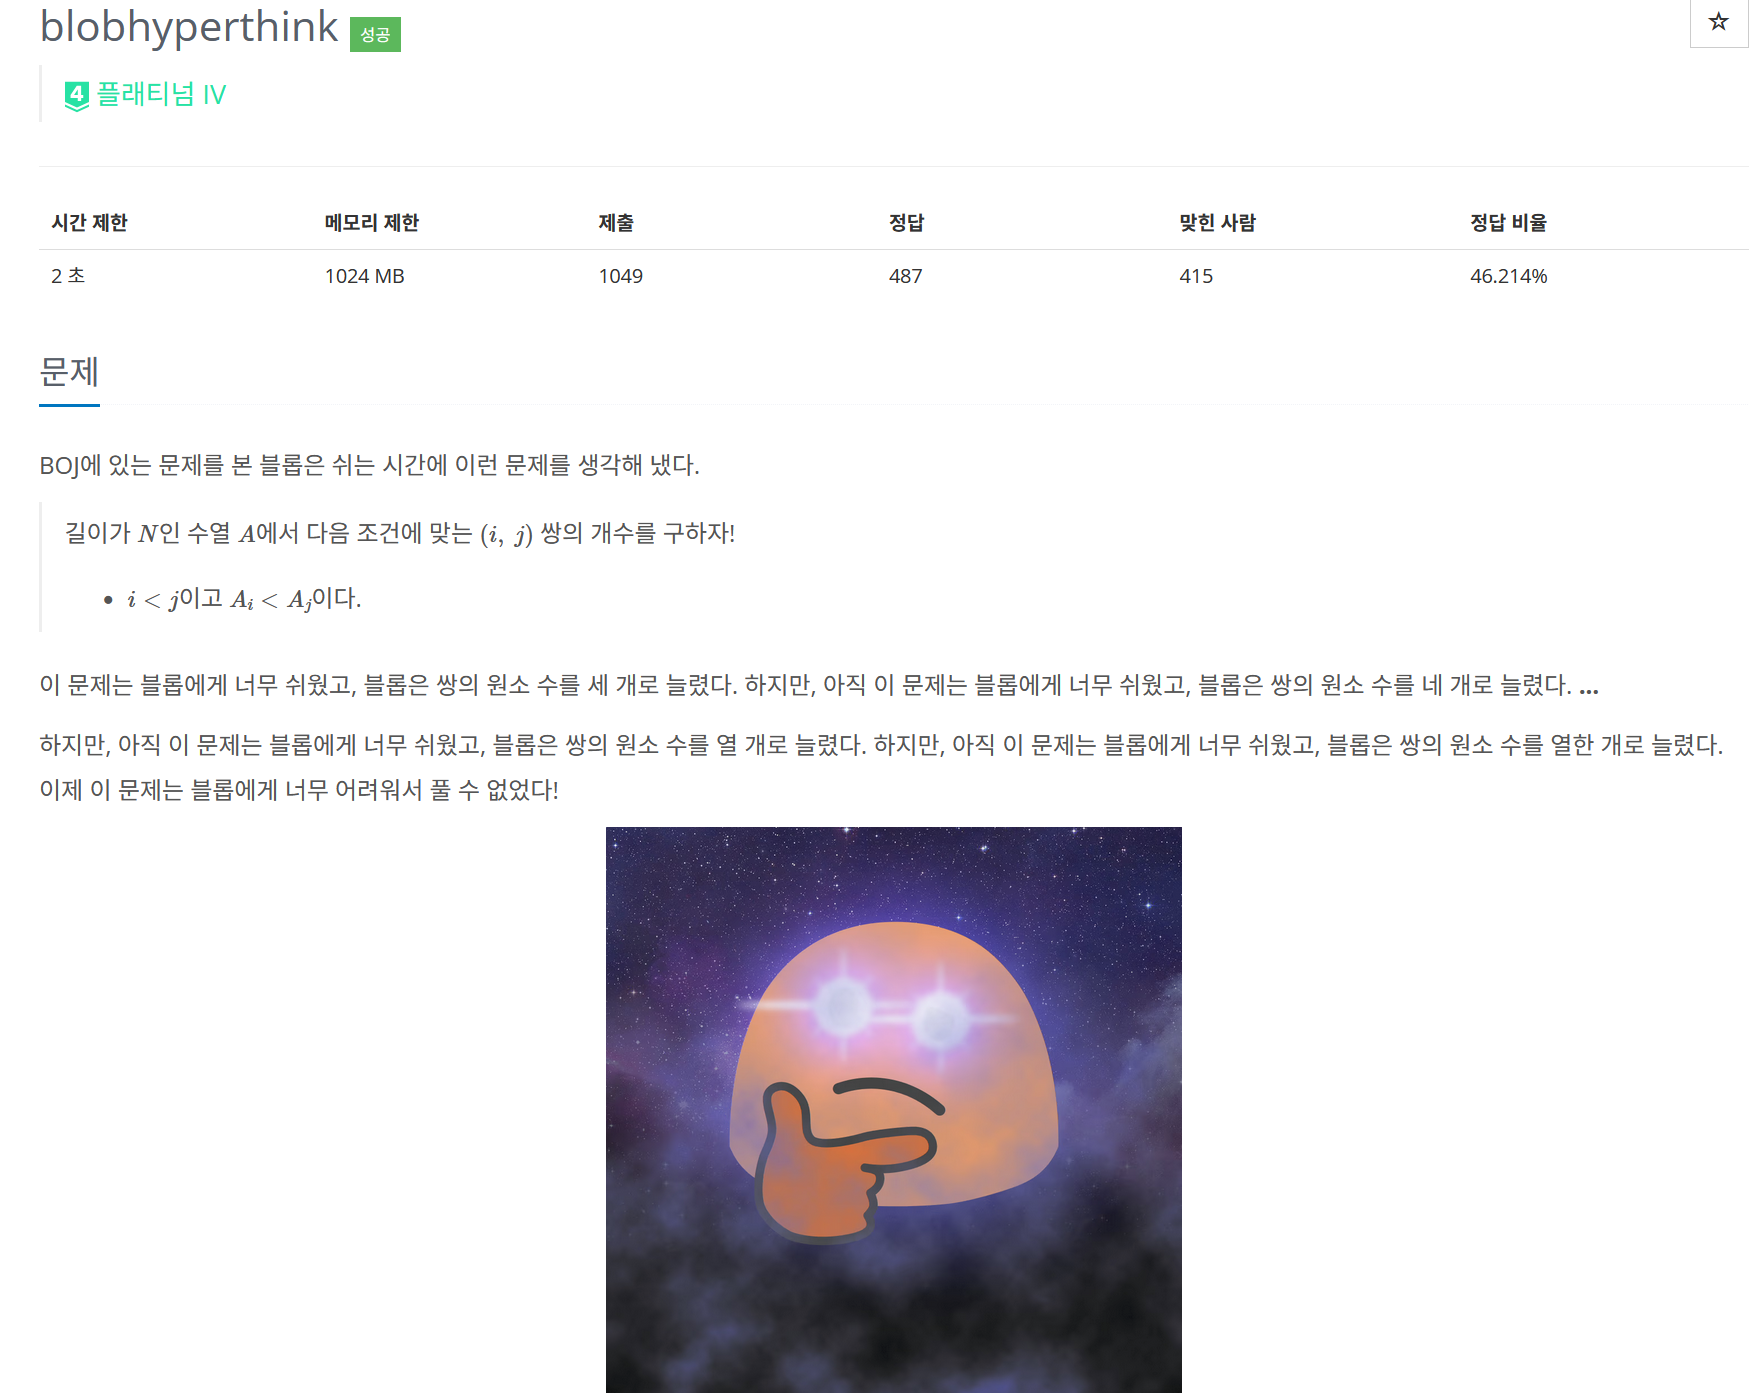 blobhyperthink 성공
4 플래티넘 IV
시간 제한 메모리 제한 제출 정답 맞힌 사람 정답 비율
2 초 1024 MB 1049 487 415 46.214%
문제
BOJ에 있는 문제를 본 블롭은 쉬는 시간에 이런 문제를 생각해 냈다.
길이가 N인 수열 A에서 다음 조건에 맞는 (i, j) 쌍의 개수를 구하자!
• i < j이고 A_i < A_j이다.
이 문제는 블롭에게 너무 쉬웠고, 블롭은 쌍의 원소 수를 세 개로 늘렸다. 하지만, 아직 이 문제는 블롭에게 너무 쉬웠고, 블롭은 쌍의 원소 수를 네 개로 늘렸다. ...
하지만, 아직 이 문제는 블롭에게 너무 쉬웠고, 블롭은 쌍의 원소 수를 열 개로 늘렸다. 하지만, 아직 이 문제는 블롭에게 너무 쉬웠고, 블롭은 쌍의 원소 수를 열한 개로 늘렸다.
이제 이 문제는 블롭에게 너무 어려워서 풀 수 없었다!